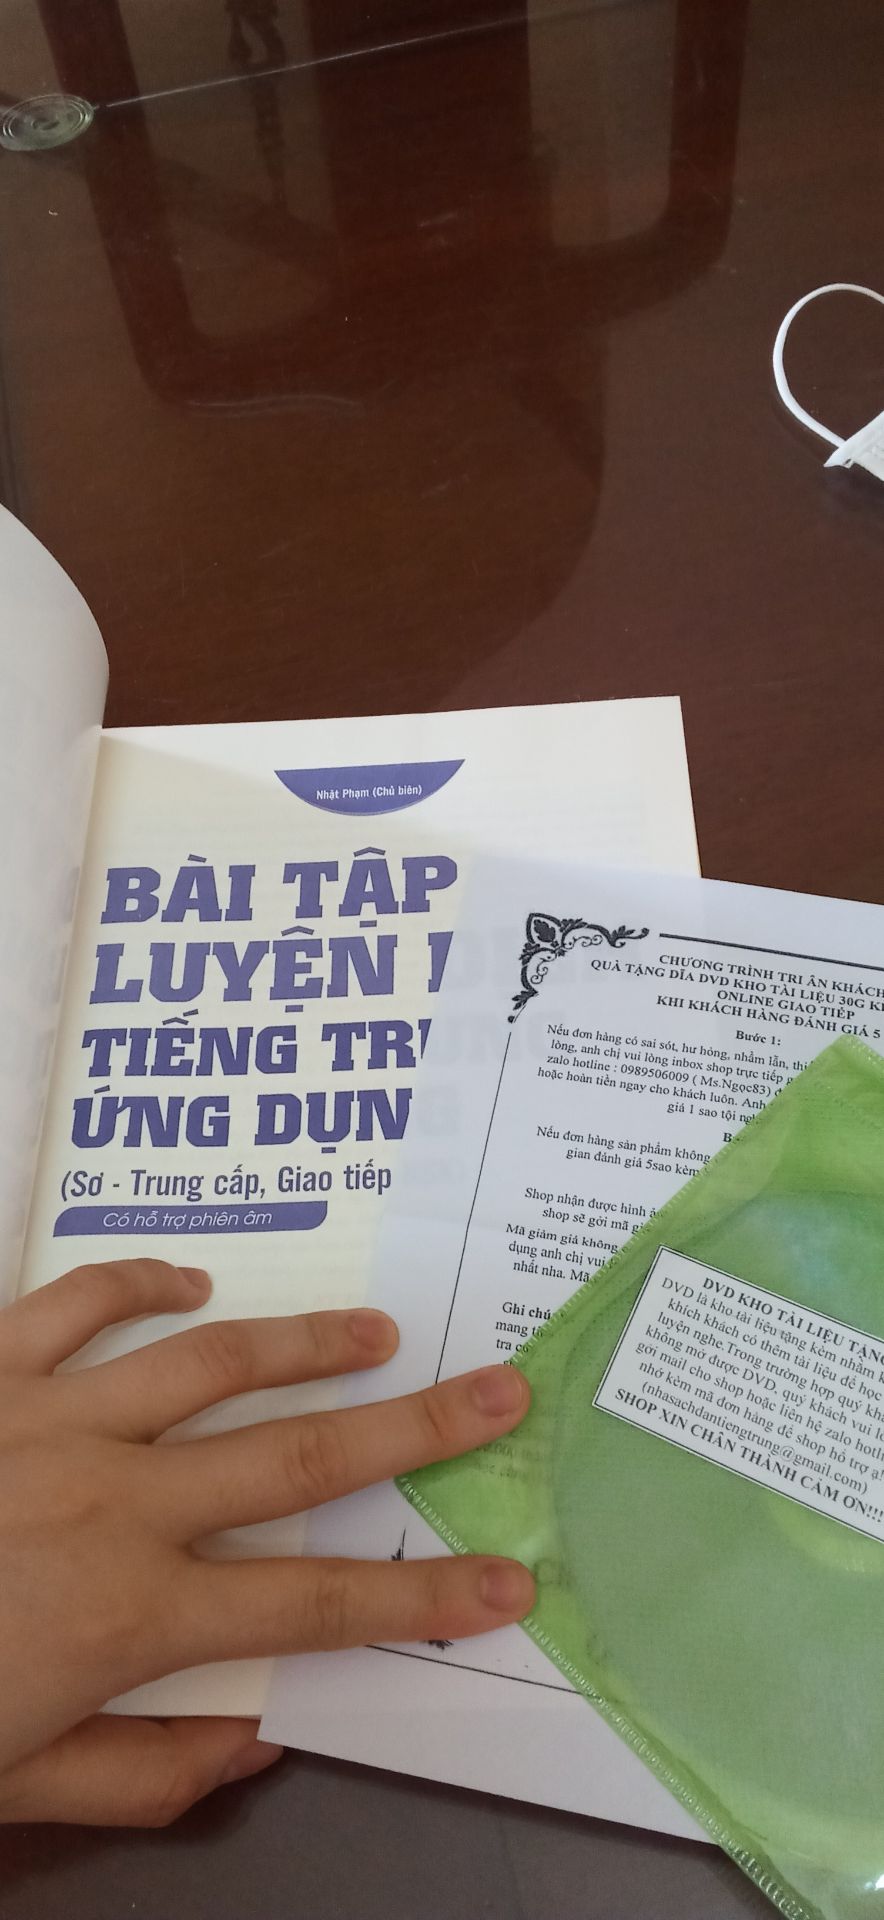 Nhật Phạm (Chủ biên)
BÀI TẬP
LUYỆN
TIẾNG
ỨNG DỤN
(Sơ - Trung cấp, Giao tiếp
Có hỗ trợ phiên âm
CHƯƠNG TRÌNH TRI ÂN KHÁCH
QUÀ TẶNG DĨA DVD KHO TÀI LIỆU 30G
ONLINE GIAO TIẾP
KHI KHÁCH HÀNG ĐÁNH GIÁ 5
Bước 1:
Nếu đơn hàng có sai sót, hư hỏng, nhầm lẫn,
lòng, anh chị vui lòng inbox shop trực tiếp
zalo hotline : 0989506009 ( Ms.Ngọc83)
hoặc hoàn tiền ngay cho khách luôn. Anh
giá 1 sao tội
Nếu đơn hàng sản phẩm không
gian đánh giá 5sao kèm
Shop nhận được hình
shop sẽ gởi mã
Mã giảm giá không
dụng anh chị vui
nhất nha. Mã
Ghi chú
mang
tra
DVD KHO TÀI LIỆU TẶNG
DVD là kho tài liệu tặng kèm nhằm
khích khách có thêm tài liệu để học
luyện nghe.Trong trường hợp quý
không mở được DVD, quý khách vui
gởi mail cho shop hoặc liên hệ zalo
nhớ kèm mã đơn hàng để shop hỗ trợ ạ!
(nhasachdantiengtrung@gmail.com)
SHOP XIN CHÂN THÀNH CẢM ƠN!!!